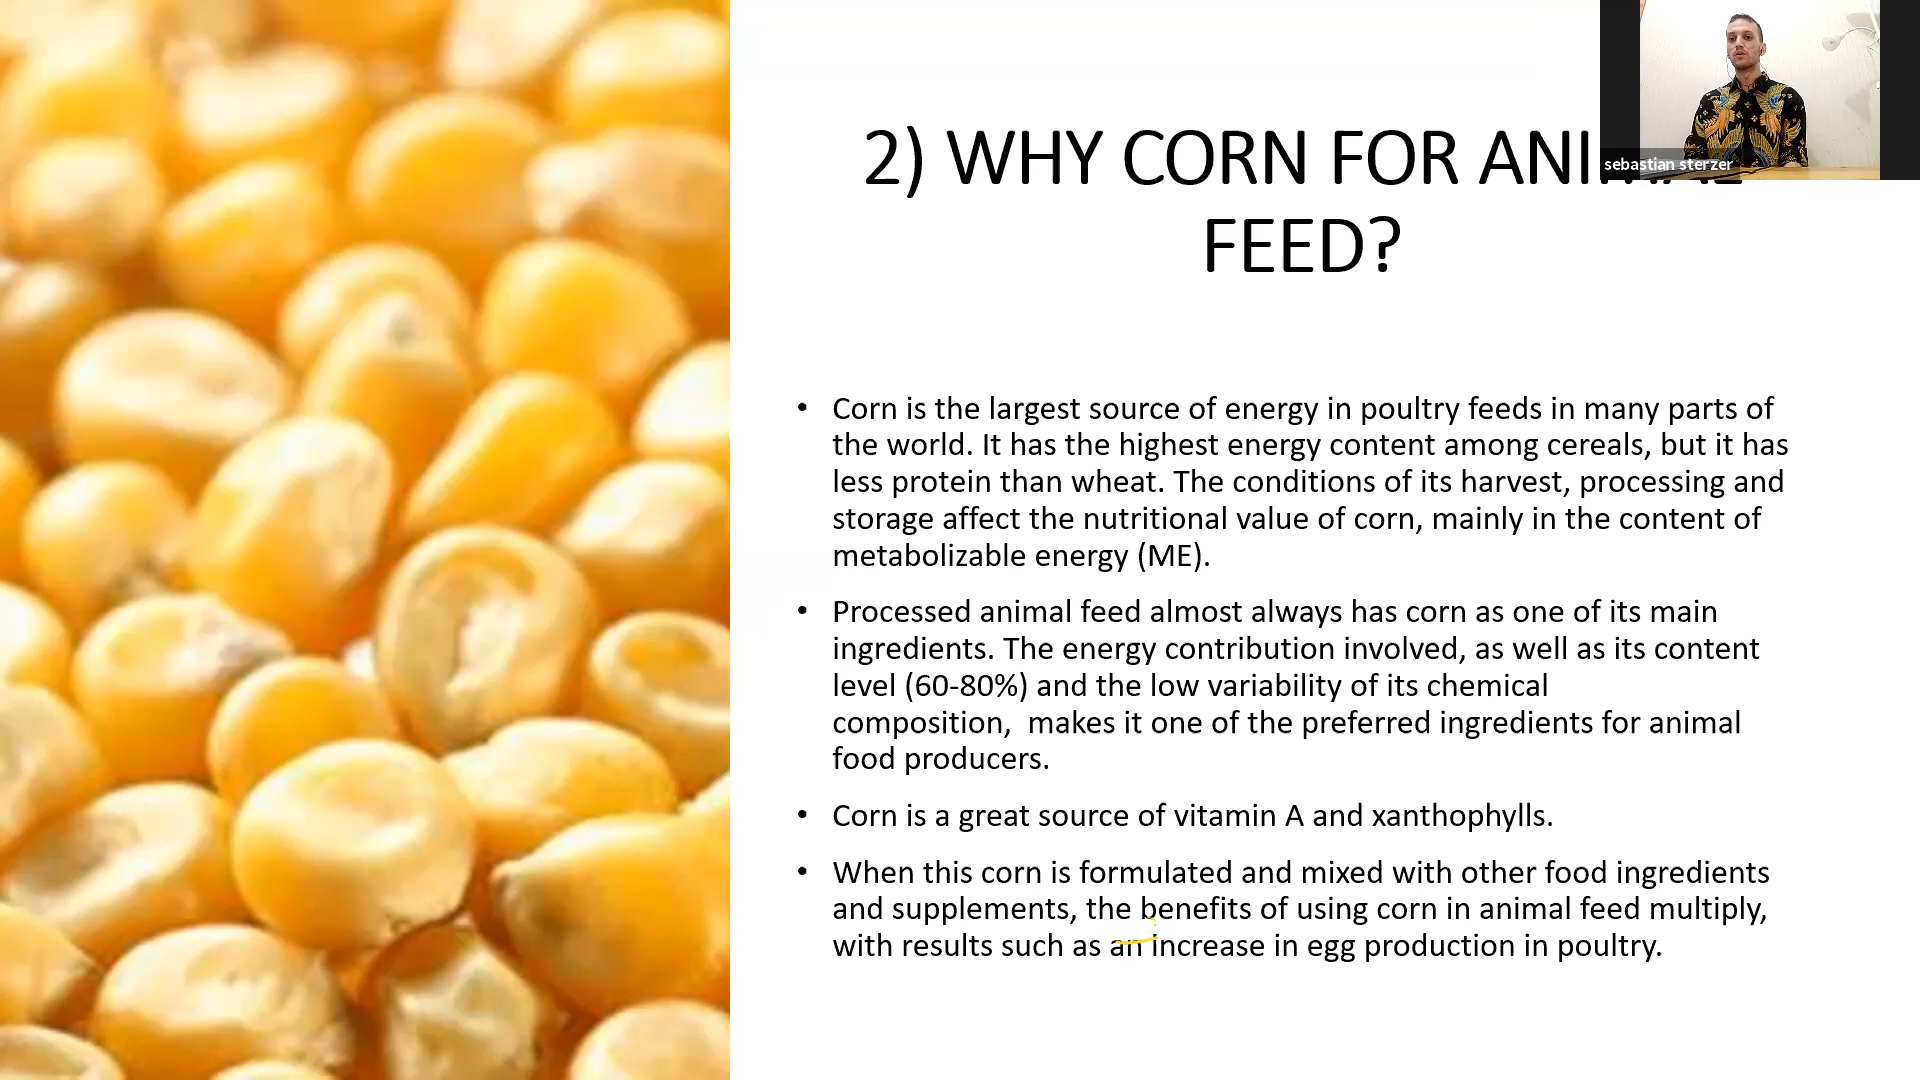 sebastian sterzer
2) WHY CORN FOR ANIMAL
FEED?
• Corn is the largest source of energy in poultry feeds in many parts of
the world. It has the highest energy content among cereals, but it has
less protein than wheat. The conditions of its harvest, processing and
storage affect the nutritional value of corn, mainly in the content of
metabolizable energy (ME).
• Processed animal feed almost always has corn as one of its main
ingredients. The energy contribution involved, as well as its content
level (60-80%) and the low variability of its chemical
composition,  makes it one of the preferred ingredients for animal
food producers.
• Corn is a great source of vitamin A and xanthophylls.
• When this corn is formulated and mixed with other food ingredients
and supplements, the benefits of using corn in animal feed multiply,
with results such as an increase in egg production in poultry.